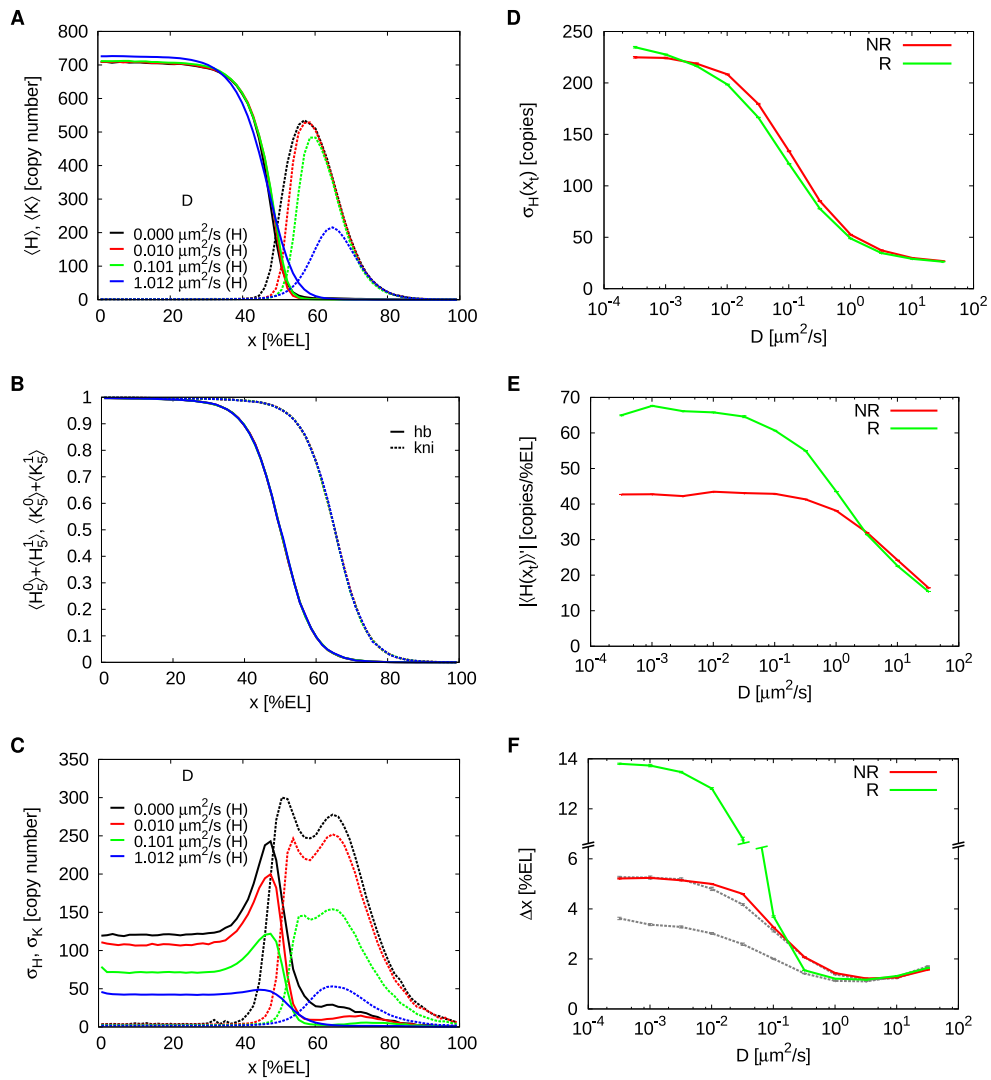 A
⟨H⟩, ⟨K⟩ [copy number]
800
700
600
500
400
300
200
100
0
D
0.000 μm²/s (H)
0.010 μm²/s (H)
0.101 μm²/s (H)
1.012 μm²/s (H)
0 20 40 60 80 100
x [%EL]
B
⟨H₅⁰⟩+⟨H₅¹⟩, ⟨K₅⁰⟩+⟨K₅¹⟩
1
0.9
0.8
0.7
0.6
0.5
0.4
0.3
0.2
0.1
0
hb
kni
0 20 40 60 80 100
x [%EL]
C
σ_H, σ_K [copy number]
350
300
250
200
150
100
50
0
D
0.000 μm²/s (H)
0.010 μm²/s (H)
0.101 μm²/s (H)
1.012 μm²/s (H)
0 20 40 60 80 100
x [%EL]
D
σ_H(x_t) [copies]
250
200
150
100
50
0
NR
R
10⁻⁴ 10⁻³ 10⁻² 10⁻¹ 10⁰ 10¹ 10²
D [μm²/s]
E
|⟨H(x_t)⟩'| [copies/%EL]
70
60
50
40
30
20
10
0
NR
R
10⁻⁴ 10⁻³ 10⁻² 10⁻¹ 10⁰ 10¹ 10²
D [μm²/s]
F
Δx [%EL]
14
12
6
4
2
0
NR
R
10⁻⁴ 10⁻³ 10⁻² 10⁻¹ 10⁰ 10¹ 10²
D [μm²/s]